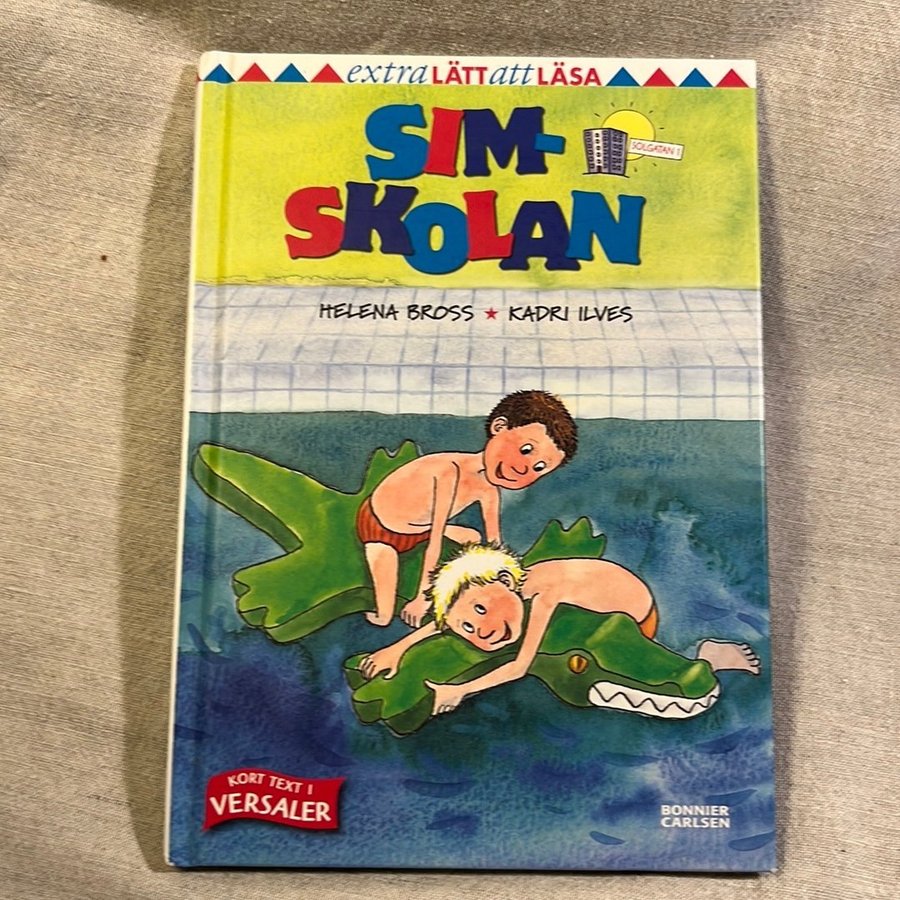 extra LÄTT att LÄSA
SIM-
SKOLAN
SOLGATAN 1
HELENA BROSS ★ KADRI ILVES
KORT TEXT I
VERSALER
BONNIER
CARLSEN